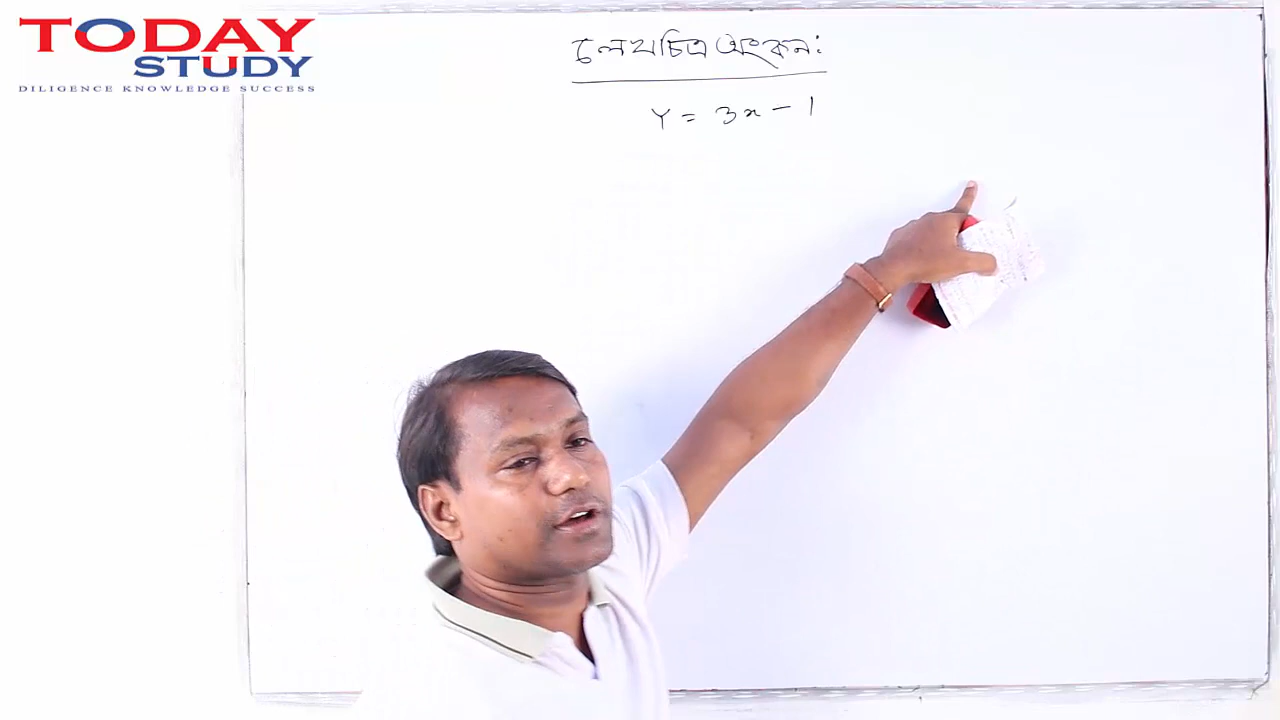 TODAY
STUDY
DILIGENCE KNOWLEDGE SUCCESS
লেখচিত্র অংকন:
Y = 3x - 1